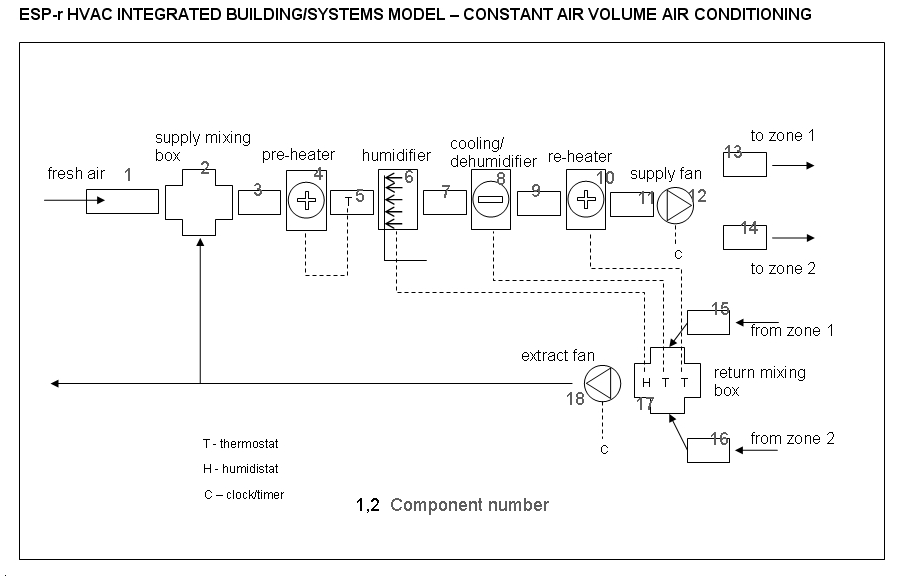 ESP-r HVAC INTEGRATED BUILDING/SYSTEMS MODEL – CONSTANT AIR VOLUME AIR CONDITIONING
fresh air
1
supply mixing
box
2
3
pre-heater
4
T
5
humidifier
6
7
cooling/
dehumidifier
8
9
re-heater
10
11
supply fan
12
C
to zone 1
13
14
to zone 2
15
from zone 1
extract fan
18
C
H T T
17
return mixing
box
16
from zone 2
T - thermostat
H - humidistat
C – clock/timer
1,2 Component number